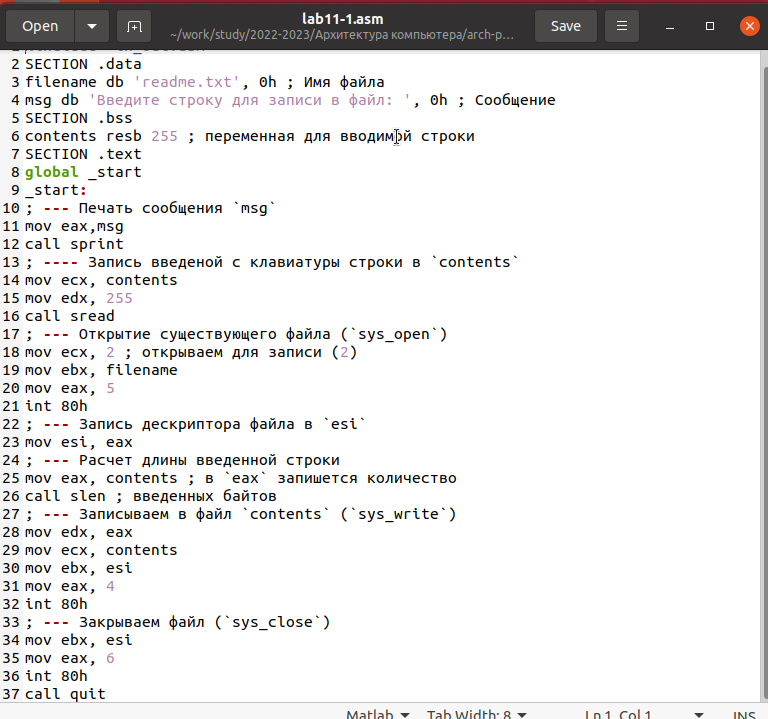 Open
lab11-1.asm
~/work/study/2022-2023/Архитектура компьютера/arch-p...
Save
2 SECTION .data
3 filename db 'readme.txt', 0h ; Имя файла
4 msg db 'Введите строку для записи в файл: ', 0h ; Сообщение
5 SECTION .bss
6 contents resb 255 ; переменная для вводимой строки
7 SECTION .text
8 global _start
9 _start:
10 ; --- Печать сообщения `msg`
11 mov eax,msg
12 call sprint
13 ; ---- Запись введеной с клавиатуры строки в `contents`
14 mov ecx, contents
15 mov edx, 255
16 call sread
17 ; --- Открытие существующего файла (`sys_open`)
18 mov ecx, 2 ; открываем для записи (2)
19 mov ebx, filename
20 mov eax, 5
21 int 80h
22 ; --- Запись дескриптора файла в `esi`
23 mov esi, eax
24 ; --- Расчет длины введенной строки
25 mov eax, contents ; в `eax` запишется количество
26 call slen ; введенных байтов
27 ; --- Записываем в файл `contents` (`sys_write`)
28 mov edx, eax
29 mov ecx, contents
30 mov ebx, esi
31 mov eax, 4
32 int 80h
33 ; --- Закрываем файл (`sys_close`)
34 mov ebx, esi
35 mov eax, 6
36 int 80h
37 call quit
Matlab Tab Width: 8 Ln 1, Col 1 INS